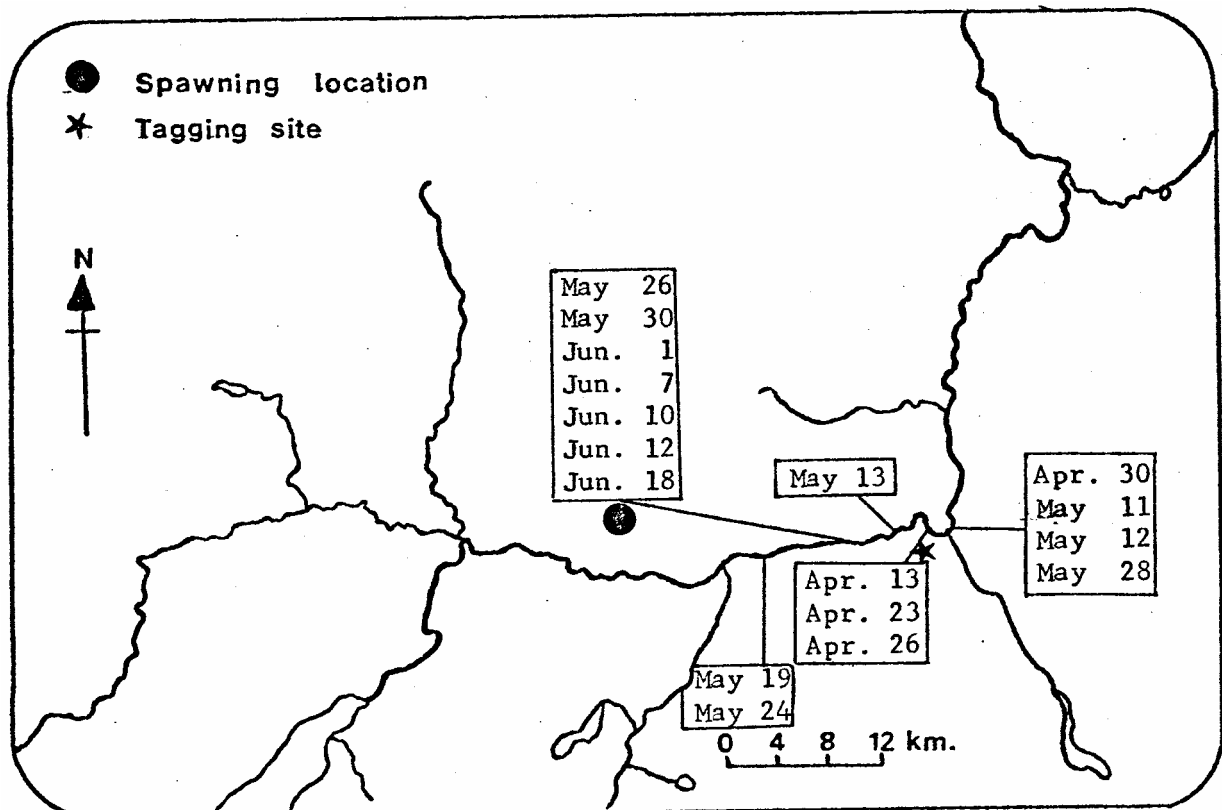 Spawning location
Tagging site
N
May 26
May 30
Jun. 1
Jun. 7
Jun. 10
Jun. 12
Jun. 18
May 13
Apr. 30
May 11
May 12
May 28
Apr. 13
Apr. 23
Apr. 26
May 19
May 24
0 4 8 12 km.